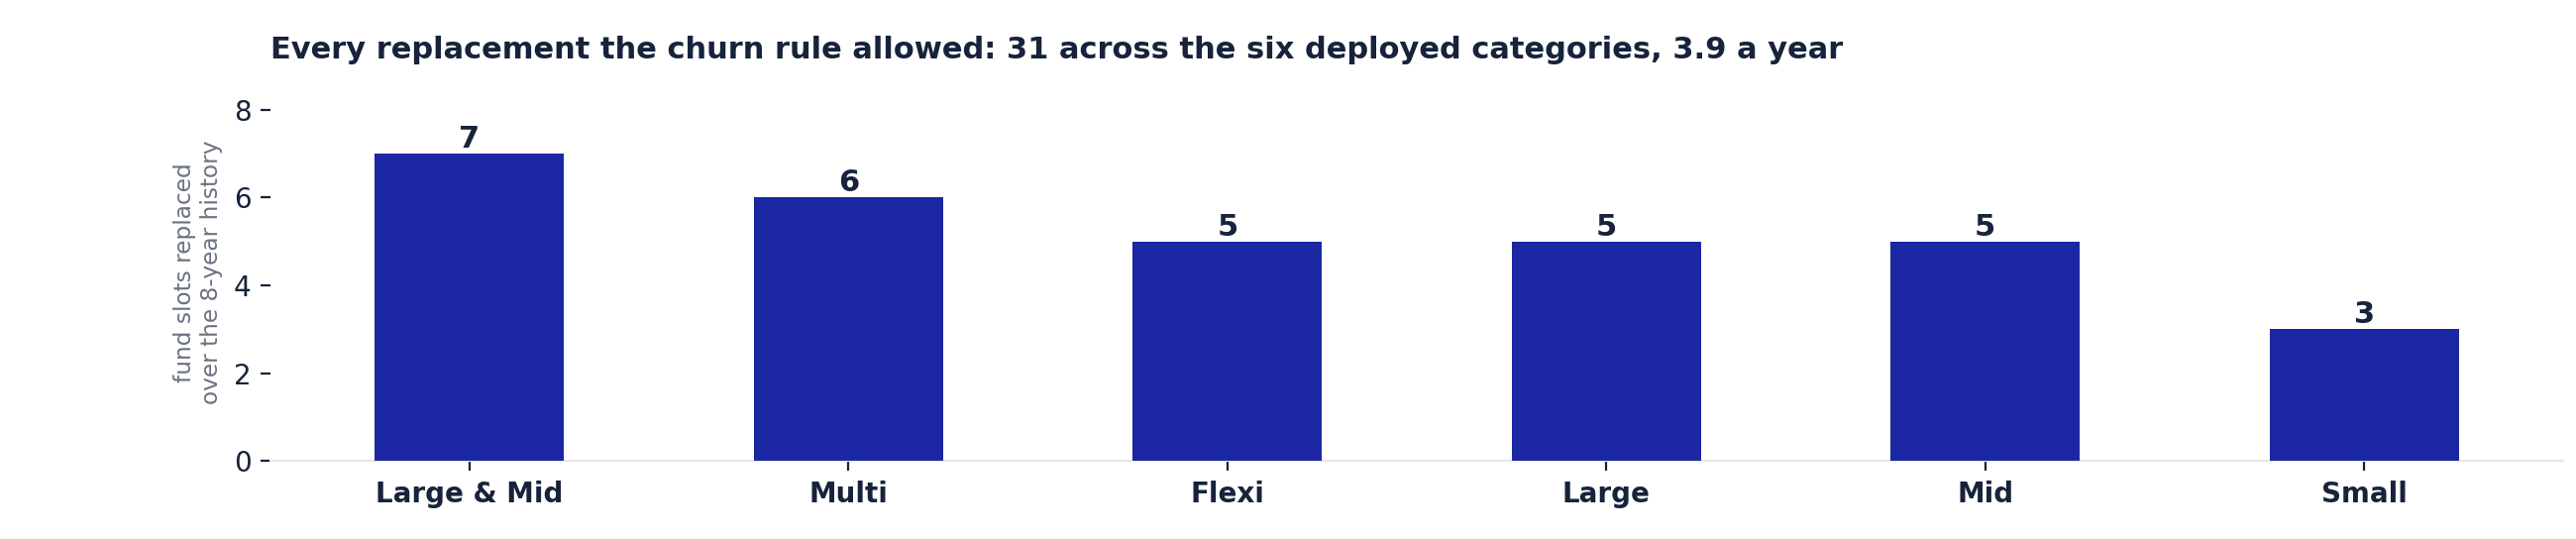 Every replacement the churn rule allowed: 31 across the six deployed categories, 3.9 a year
fund slots replaced
over the 8-year history
8
6
4
2
0
7
6
5
5
5
3
Large & Mid
Multi
Flexi
Large
Mid
Small